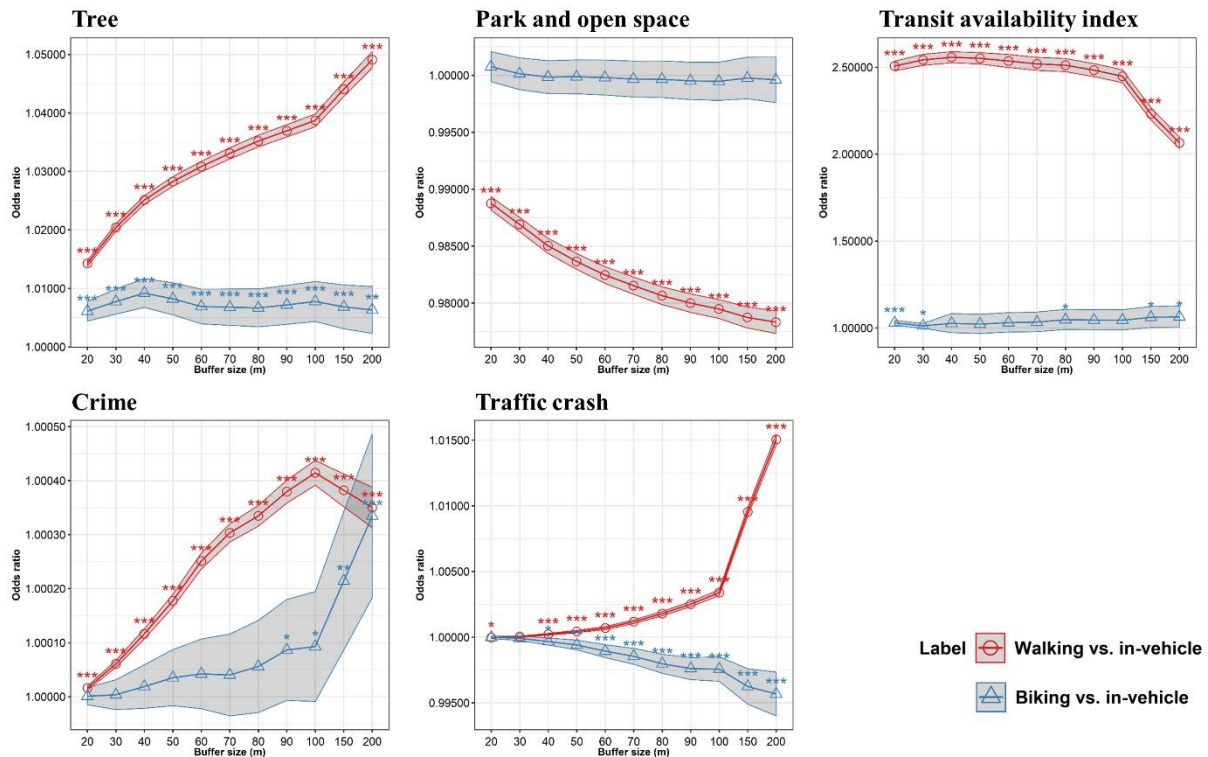 Tree
Park and open space
Transit availability index
Odds ratio
1.05000
1.04000
1.03000
1.02000
1.01000
1.00000
*** *** *** *** *** *** *** *** *** *** ***
*** *** *** *** *** *** *** *** *** *** **
20 30 40 50 60 70 80 90 100 150 200
Buffer size (m)
Odds ratio
1.00000
0.99500
0.99000
0.98500
0.98000
*** *** *** *** *** *** *** *** *** *** ***
20 30 40 50 60 70 80 90 100 150 200
Buffer size (m)
Odds ratio
2.50000
2.00000
1.50000
1.00000
*** *** *** *** *** *** *** *** *** *** ***
*** * * * *
20 30 40 50 60 70 80 90 100 150 200
Buffer size (m)
Crime
Traffic crash
Odds ratio
1.00050
1.00040
1.00030
1.00020
1.00010
1.00000
*** *** *** *** *** *** *** *** *** *** ***
* * ** ***
20 30 40 50 60 70 80 90 100 150 200
Buffer size (m)
Odds ratio
1.01500
1.01000
1.00500
1.00000
0.99500
* *** *** *** *** *** *** *** *** ***
* *** *** *** *** *** *** ***
20 30 40 50 60 70 80 90 100 150 200
Buffer size (m)
Label
Walking vs. in-vehicle
Biking vs. in-vehicle